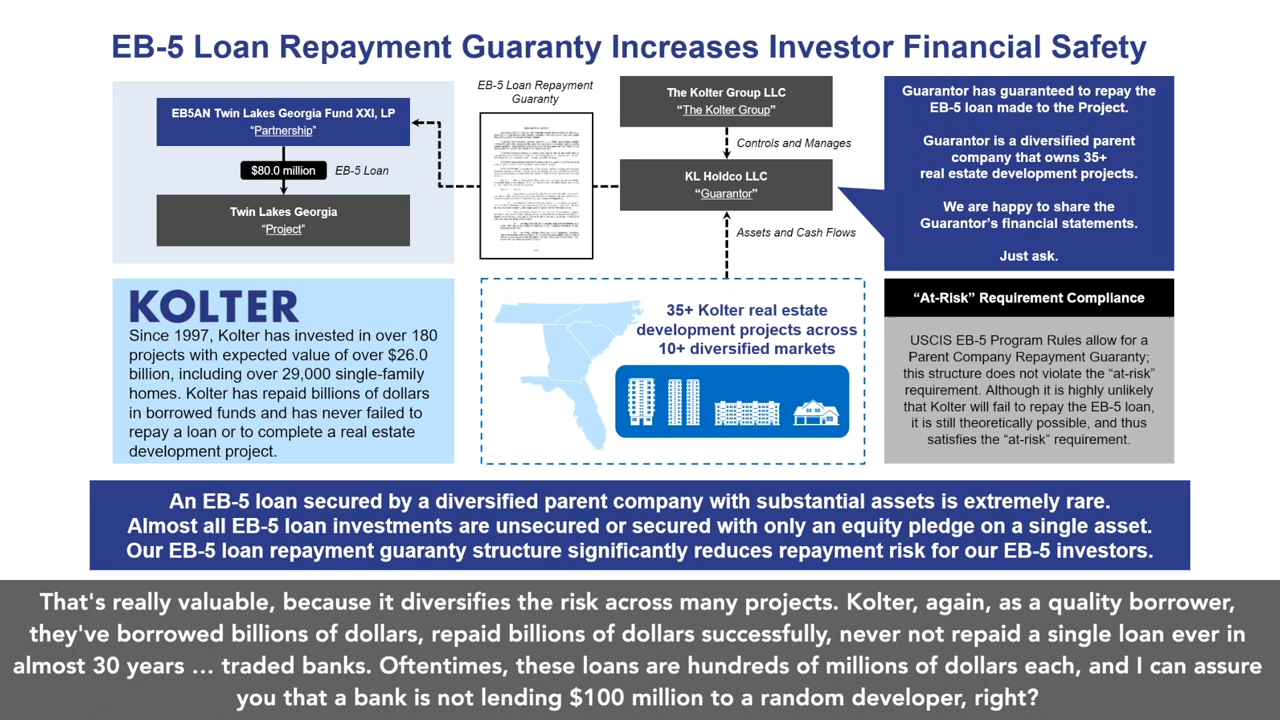 EB-5 Loan Repayment Guaranty Increases Investor Financial Safety
EB5AN Twin Lakes Georgia Fund XXI, LP
“Partnership”
$80.0 million
EB-5 Loan
Twin Lakes Georgia
“Project”
EB-5 Loan Repayment
Guaranty
The Kolter Group LLC
“The Kolter Group”
Controls and Manages
KL Holdco LLC
“Guarantor”
Assets and Cash Flows
Guarantor has guaranteed to repay the
EB-5 loan made to the Project.
Guarantor is a diversified parent
company that owns 35+
real estate development projects.
We are happy to share the
Guarantor’s financial statements.
Just ask.
KOLTER
Since 1997, Kolter has invested in over 180
projects with expected value of over $26.0
billion, including over 29,000 single-family
homes. Kolter has repaid billions of dollars
in borrowed funds and has never failed to
repay a loan or to complete a real estate
development project.
35+ Kolter real estate
development projects across
10+ diversified markets
“At-Risk” Requirement Compliance
USCIS EB-5 Program Rules allow for a
Parent Company Repayment Guaranty;
this structure does not violate the “at-risk”
requirement. Although it is highly unlikely
that Kolter will fail to repay the EB-5 loan,
it is still theoretically possible, and thus
satisfies the “at-risk” requirement.
An EB-5 loan secured by a diversified parent company with substantial assets is extremely rare.
Almost all EB-5 loan investments are unsecured or secured with only an equity pledge on a single asset.
Our EB-5 loan repayment guaranty structure significantly reduces repayment risk for our EB-5 investors.
That's really valuable, because it diversifies the risk across many projects. Kolter, again, as a quality borrower,
they've borrowed billions of dollars, repaid billions of dollars successfully, never not repaid a single loan ever in
almost 30 years … traded banks. Oftentimes, these loans are hundreds of millions of dollars each, and I can assure
you that a bank is not lending $100 million to a random developer, right?